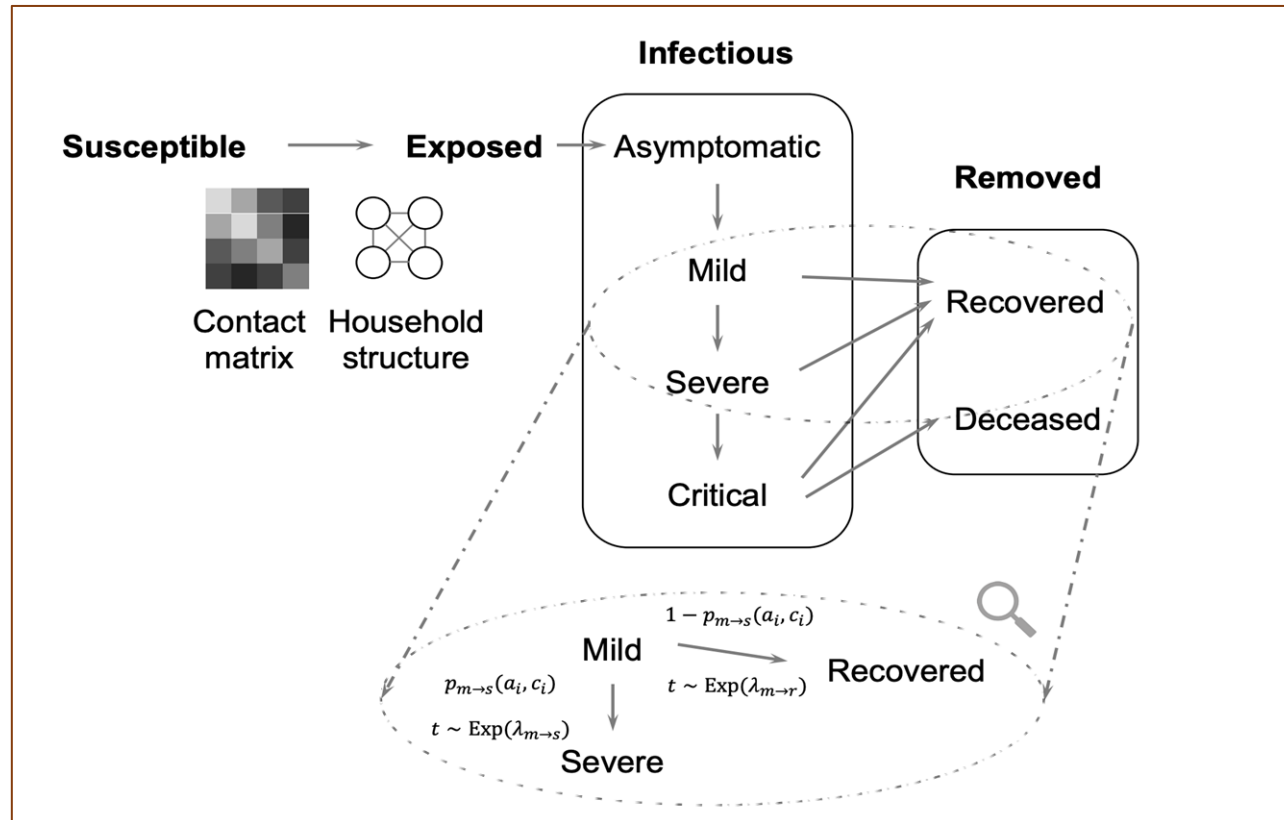 Infectious
Susceptible
Exposed
Asymptomatic
Removed
Contact
matrix
Household
structure
Mild
Recovered
Severe
Deceased
Critical
1 − p_{m→s}(a_i, c_i)
Mild
Recovered
p_{m→s}(a_i, c_i)
t ~ Exp(λ_{m→r})
t ~ Exp(λ_{m→s})
Severe